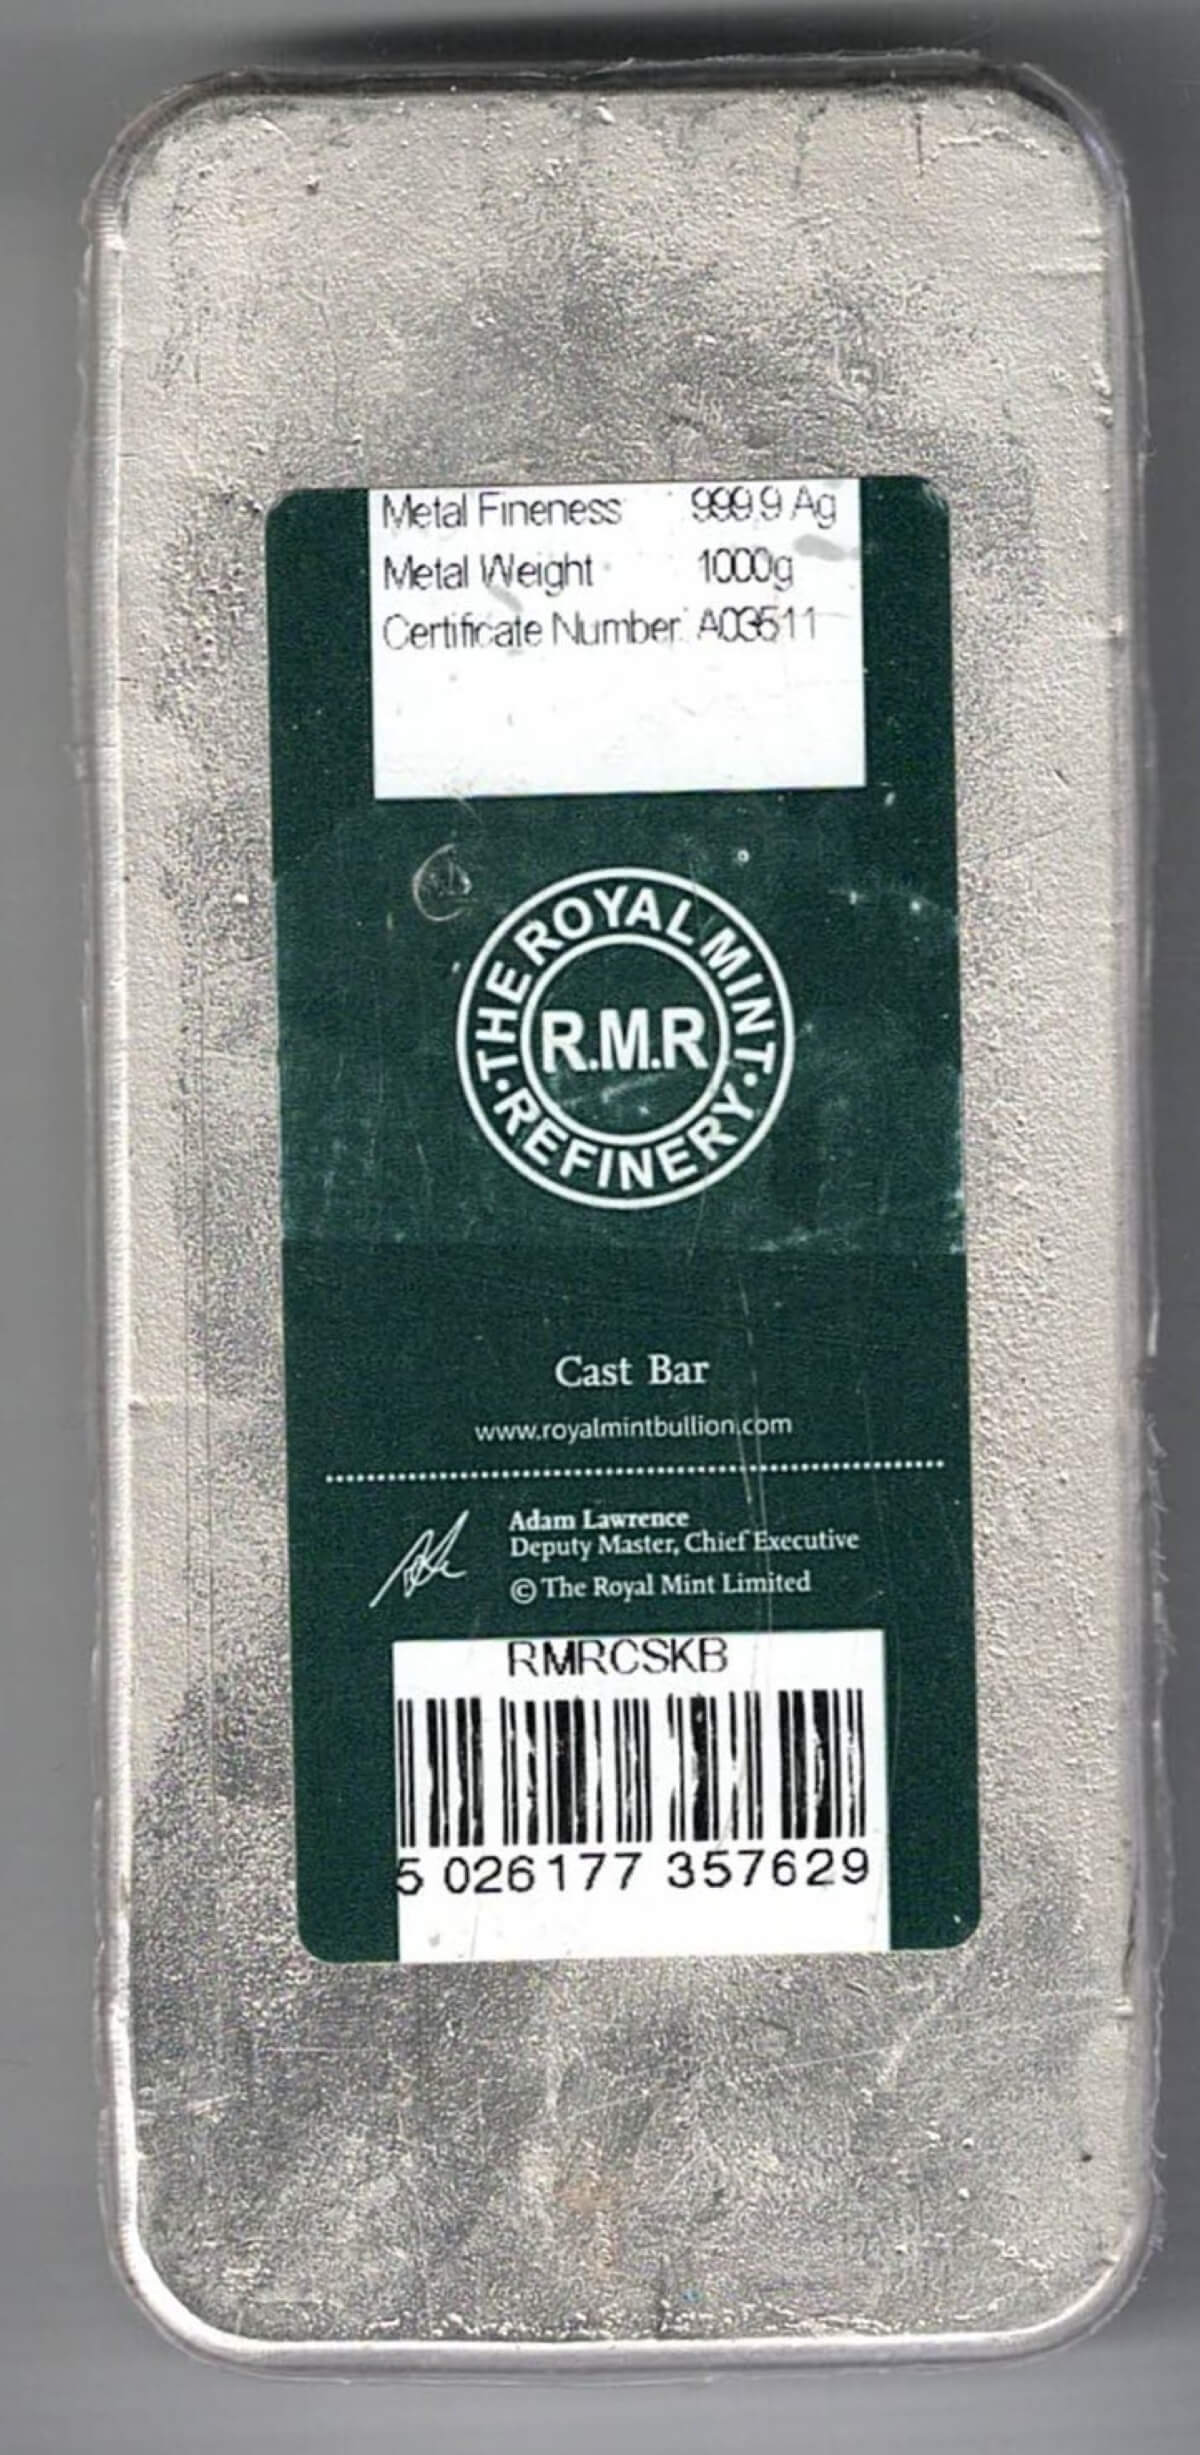 Metal Fineness 999.9 Ag
Metal Weight 1000g
Certificate Number A03511
THE ROYAL MINT
R.M.R
• REFINERY •
Cast Bar
www.royalmintbullion.com
Adam Lawrence
Deputy Master, Chief Executive
© The Royal Mint Limited
RMRCSKB
5 026177 357629